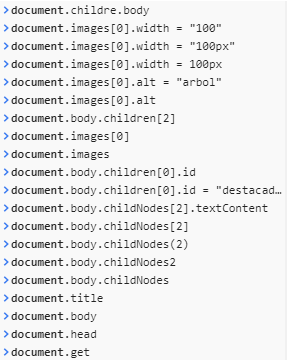 document.childre.body
document.images[0].width = "100"
document.images[0].width = "100px"
document.images[0].width = 100px
document.images[0].alt = "arbol"
document.images[0].alt
document.body.children[2]
document.images[0]
document.images
document.body.children[0].id
document.body.children[0].id = "destacad…
document.body.childNodes[2].textContent
document.body.childNodes[2]
document.body.childNodes(2)
document.body.childNodes2
document.body.childNodes
document.title
document.body
document.head
document.get